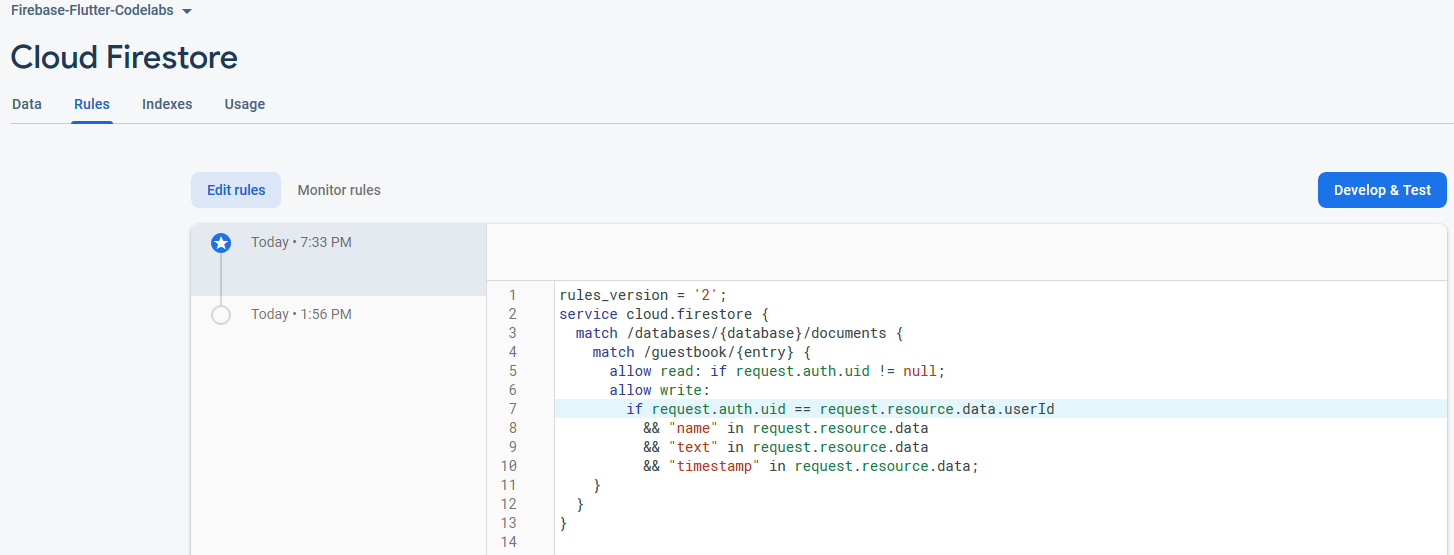 Firebase-Flutter-Codelabs
Cloud Firestore
Data Rules Indexes Usage
Edit rules Monitor rules Develop & Test
Today • 7:33 PM
Today • 1:56 PM
1 rules_version = '2';
2 service cloud.firestore {
3 match /databases/{database}/documents {
4 match /guestbook/{entry} {
5 allow read: if request.auth.uid != null;
6 allow write:
7 if request.auth.uid == request.resource.data.userId
8 && "name" in request.resource.data
9 && "text" in request.resource.data
10 && "timestamp" in request.resource.data;
11 }
12 }
13 }
14